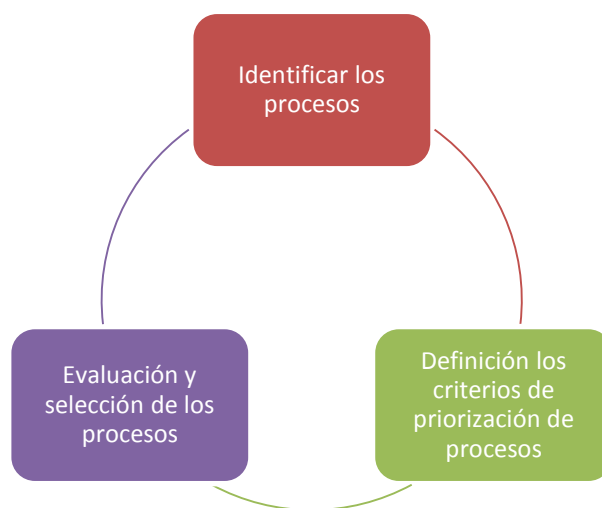 Identificar los
procesos
Definición los
criterios de
priorización de
procesos
Evaluación y
selección de los
procesos